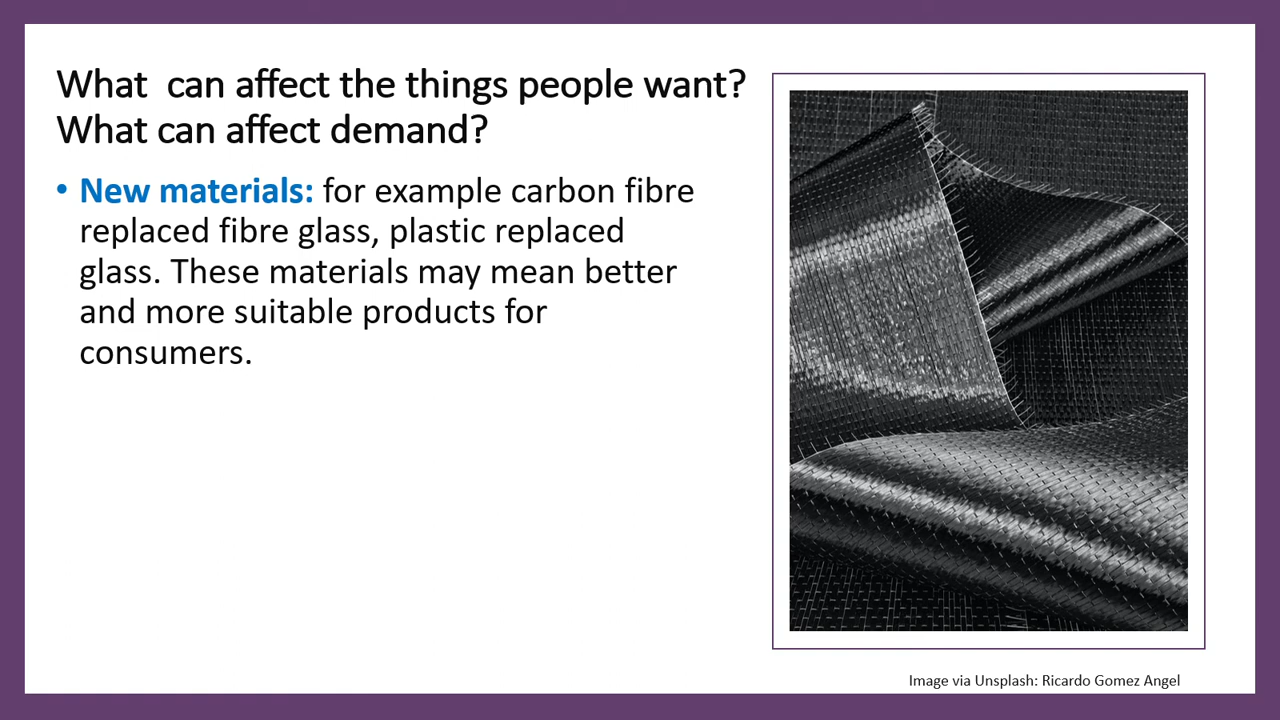 What  can affect the things people want?
What can affect demand?
• New materials: for example carbon fibre
replaced fibre glass, plastic replaced
glass. These materials may mean better
and more suitable products for
consumers.
Image via Unsplash: Ricardo Gomez Angel